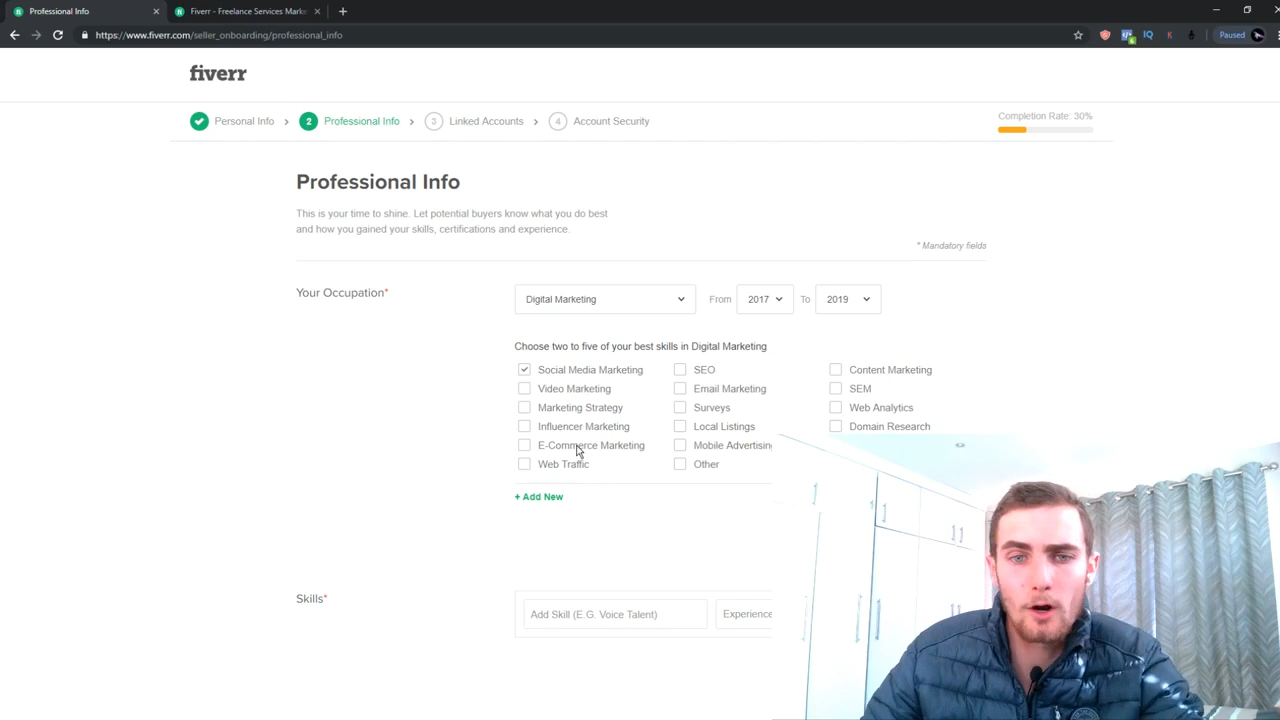 Professional Info
Fiverr - Freelance Services Marke
https://www.fiverr.com/seller_onboarding/professional_info
6
IQ
K
Paused
fiverr
Personal Info
2 Professional Info
3 Linked Accounts
4 Account Security
Completion Rate: 30%
Professional Info
This is your time to shine. Let potential buyers know what you do best
and how you gained your skills, certifications and experience.
* Mandatory fields
Your Occupation*
Digital Marketing
From 2017 To 2019
Choose two to five of your best skills in Digital Marketing
Social Media Marketing SEO Content Marketing
Video Marketing Email Marketing SEM
Marketing Strategy Surveys Web Analytics
Influencer Marketing Local Listings Domain Research
E-Commerce Marketing Mobile Advertising
Web Traffic Other
+ Add New
Skills*
Add Skill (E.G. Voice Talent) Experience